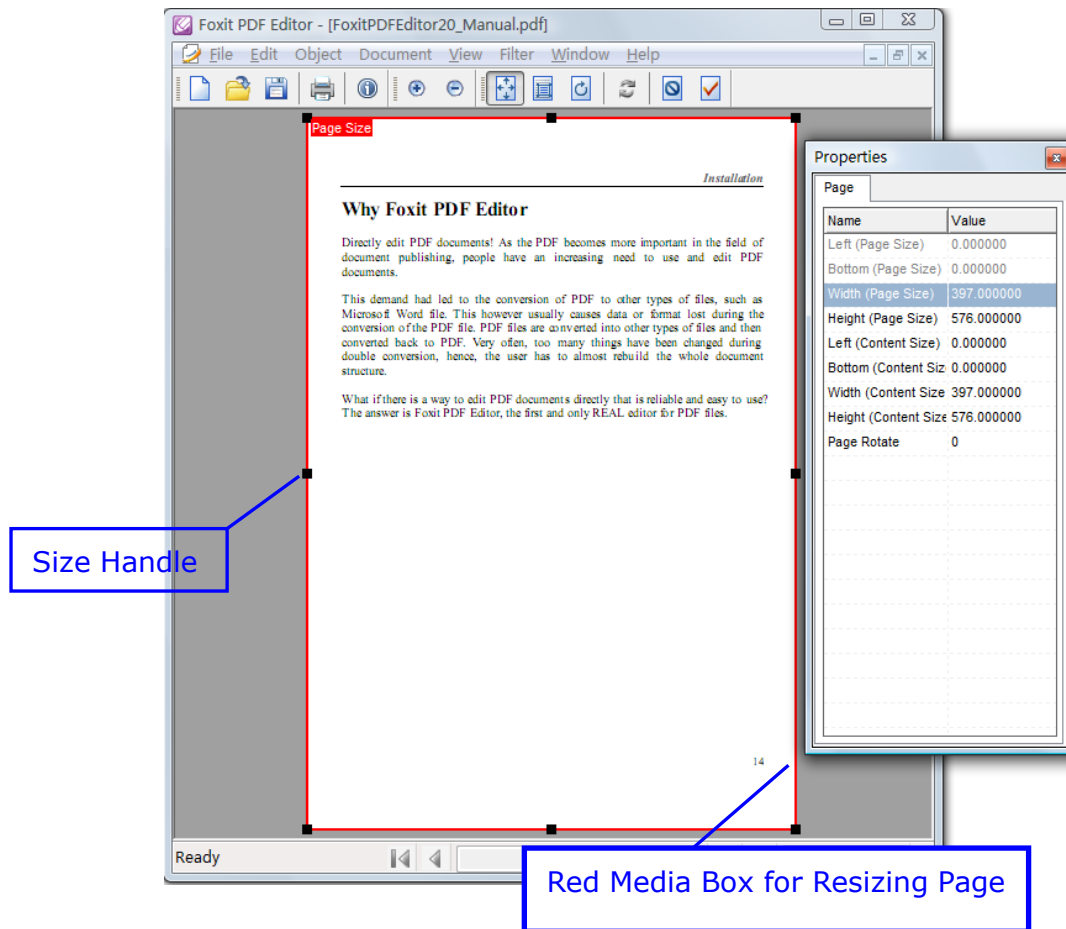 Foxit PDF Editor - [FoxitPDFEditor20_Manual.pdf]
File Edit Object Document View Filter Window Help
Page Size
Installation
Why Foxit PDF Editor
Directly edit PDF documents! As the PDF becomes more important in the field of
document publishing, people have an increasing need to use and edit PDF
documents.
This demand had led to the conversion of PDF to other types of files, such as
Microsoft Word file. This however usually causes data or format lost during the
conversion of the PDF file. PDF files are converted into other types of files and then
converted back to PDF. Very often, too many things have been changed during
double conversion, hence, the user has to almost rebuild the whole document
structure.
What if there is a way to edit PDF documents directly that is reliable and easy to use?
The answer is Foxit PDF Editor, the first and only REAL editor for PDF files.
14
Properties
Page
Name Value
Left (Page Size) 0.000000
Bottom (Page Size) 0.000000
Width (Page Size) 397.000000
Height (Page Size) 576.000000
Left (Content Size) 0.000000
Bottom (Content Siz 0.000000
Width (Content Size 397.000000
Height (Content Size 576.000000
Page Rotate 0
Size Handle
Ready
Red Media Box for Resizing Page